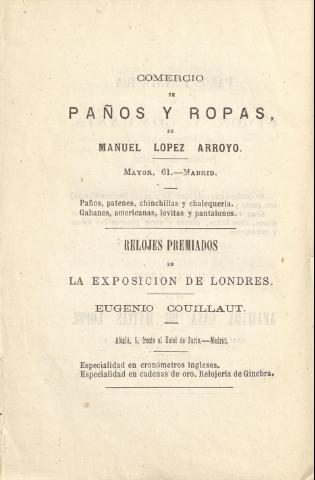 COMERCIO
DE
PAÑOS Y ROPAS,
DE
MANUEL LOPEZ ARROYO.
MAYOR, 61.—MADRID.
Paños, patenes, chinchillas y chalequería.
Gabanes, americanas, levitas y pantalones.
RELOJES PREMIADOS
EN
LA EXPOSICION DE LONDRES.
EUGENIO COUILLAUT.
Alcalá, 5, frente al Hotel de París.—Madrid.
Especialidad en cronómetros ingleses.
Especialidad en cadenas de oro. Relojería de Ginebra.